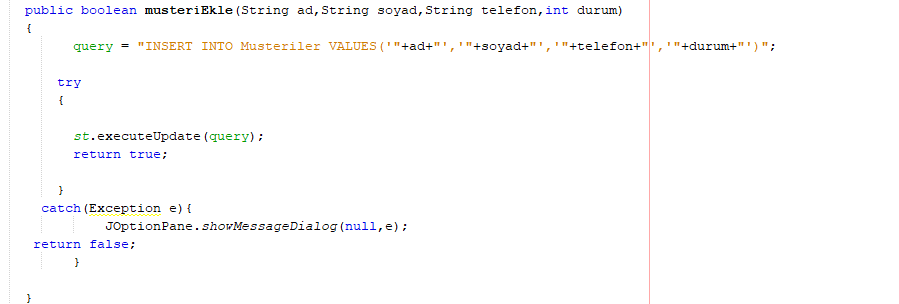 public boolean musteriEkle(String ad,String soyad,String telefon,int durum)
{
query = "INSERT INTO Musteriler VALUES('"+ad+"','"+soyad+"','"+telefon+"','"+durum+"')";
try
{
st.executeUpdate(query);
return true;
}
catch(Exception e){
JOptionPane.showMessageDialog(null,e);
return false;
}
}